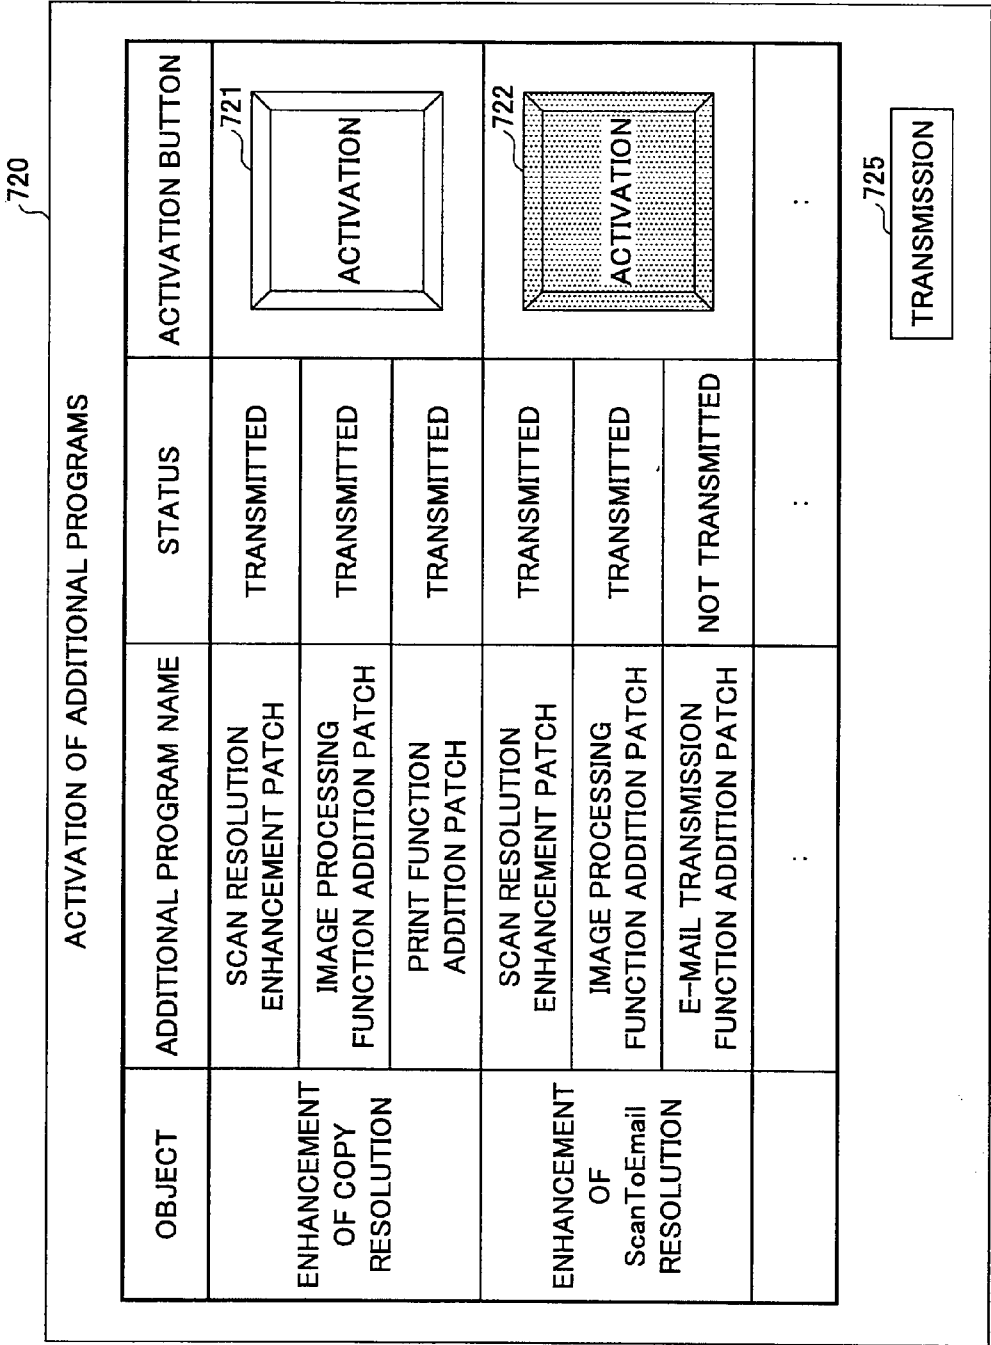 720
ACTIVATION OF ADDITIONAL PROGRAMS
OBJECT
ADDITIONAL PROGRAM NAME
STATUS
ACTIVATION BUTTON
ENHANCEMENT
OF COPY
RESOLUTION
SCAN RESOLUTION
ENHANCEMENT PATCH
TRANSMITTED
721
ACTIVATION
IMAGE PROCESSING
FUNCTION ADDITION PATCH
TRANSMITTED
PRINT FUNCTION
ADDITION PATCH
TRANSMITTED
ENHANCEMENT
OF
ScanToEmail
RESOLUTION
SCAN RESOLUTION
ENHANCEMENT PATCH
TRANSMITTED
722
ACTIVATION
IMAGE PROCESSING
FUNCTION ADDITION PATCH
TRANSMITTED
E-MAIL TRANSMISSION
FUNCTION ADDITION PATCH
NOT TRANSMITTED
:
:
:
725
TRANSMISSION